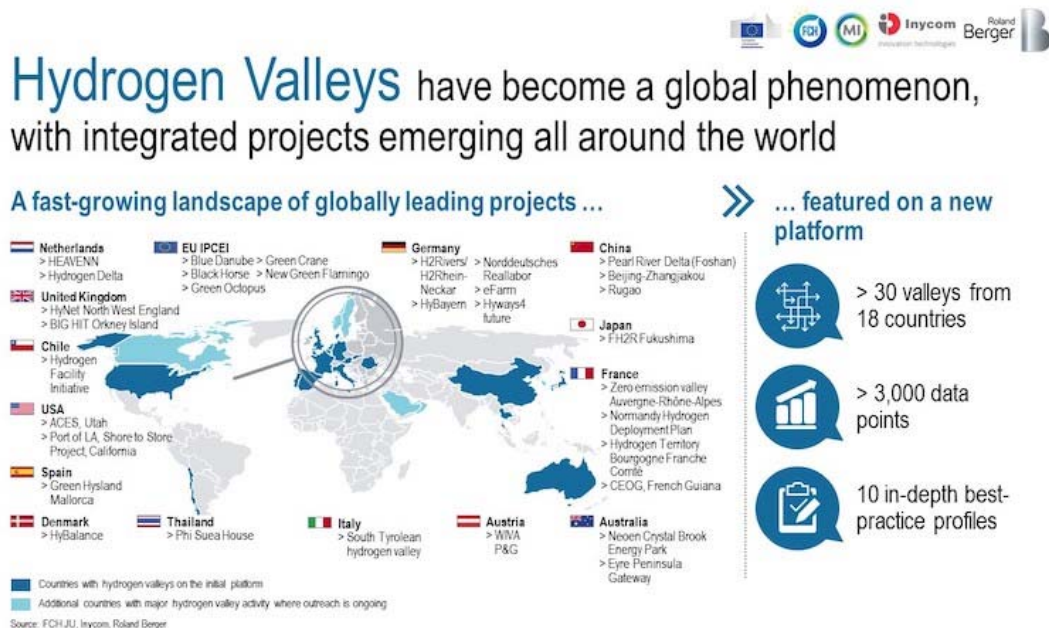 FCH
MI
Inycom
innovation technologies
Roland
Berger
Hydrogen Valleys have become a global phenomenon,
with integrated projects emerging all around the world
A fast-growing landscape of globally leading projects ...
Netherlands
> HEAVENN
> Hydrogen Delta
United Kingdom
> HyNet North West England
> BIG HIT Orkney Island
Chile
> Hydrogen
Facility
Initiative
USA
> ACES, Utah
> Port of LA, Shore to Store
Project, California
Spain
> Green Hysland
Mallorca
Denmark
> HyBalance
EU IPCEI
> Blue Danube > Green Crane
> Black Horse > New Green Flamingo
> Green Octopus
Thailand
> Phi Suea House
Italy
> South Tyrolean
hydrogen valley
Germany
> H2Rivers/
H2Rhein-
Neckar
> HyBayern
> Norddeutsches
Reallabor
> eFarm
> Hyways4
future
Austria
> WIVA
P&G
China
> Pearl River Delta (Foshan)
> Beijing-Zhangjiakou
> Rugao
Japan
> FH2R Fukushima
France
> Zero emission valley
Auvergne-Rhône-Alpes
> Normandy Hydrogen
Deployment Plan
> Hydrogen Territory
Bourgogne Franche
Comté
> CEOG, French Guiana
Australia
> Neoen Crystal Brook
Energy Park
> Eyre Peninsula
Gateway
... featured on a new
platform
> 30 valleys from
18 countries
> 3,000 data
points
10 in-depth best-
practice profiles
Countries with hydrogen valleys on the initial platform
Additional countries with major hydrogen valley activity where outreach is ongoing
Source: FCH JU, Inycom, Roland Berger